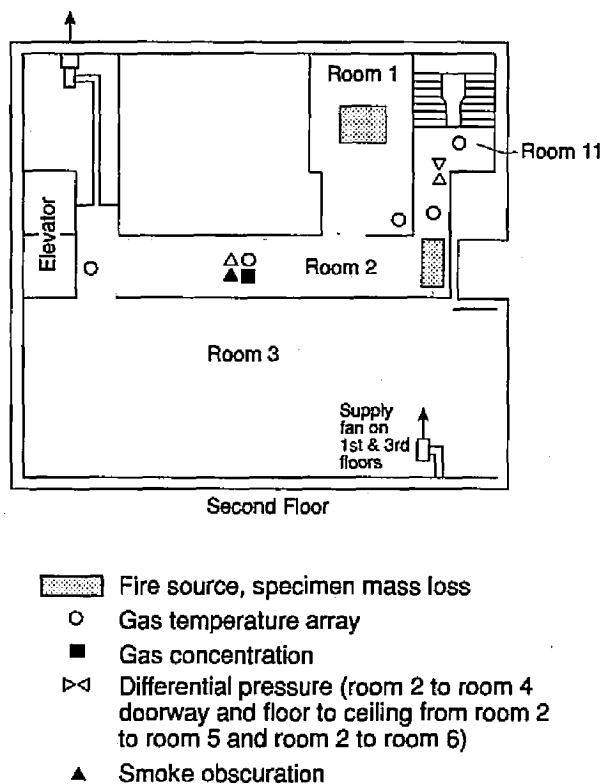 Room 1
Room 11
Elevator
Room 2
Room 3
Supply
fan on
1st & 3rd
floors
Second Floor
Fire source, specimen mass loss
Gas temperature array
Gas concentration
Differential pressure (room 2 to room 4
doorway and floor to ceiling from room 2
to room 5 and room 2 to room 6)
Smoke obscuration